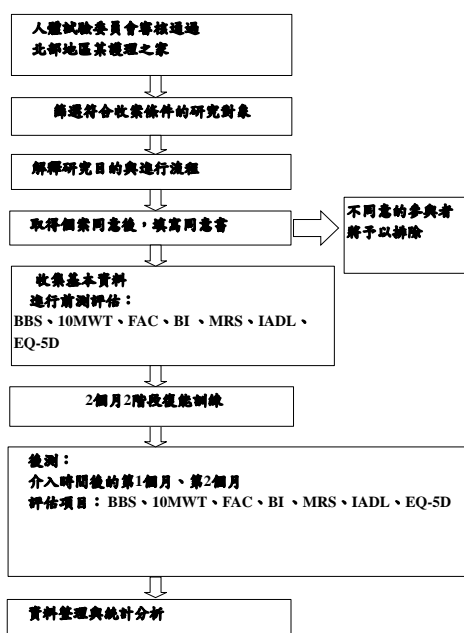 人體試驗委員會審核通過
北部地區某護理之家
篩選符合收案條件的研究對象
解釋研究目的與進行流程
取得個案同意後，填寫同意書
不同意的參與者
將予以排除
收集基本資料
進行前測評估：
BBS、10MWT、FAC、BI 、MRS、IADL、
EQ-5D
2個月2階段復能訓練
後測：
介入時間後的第1個月、第2個月
評估項目： BBS、10MWT、FAC、BI 、MRS、IADL、EQ-5D
資料整理與統計分析